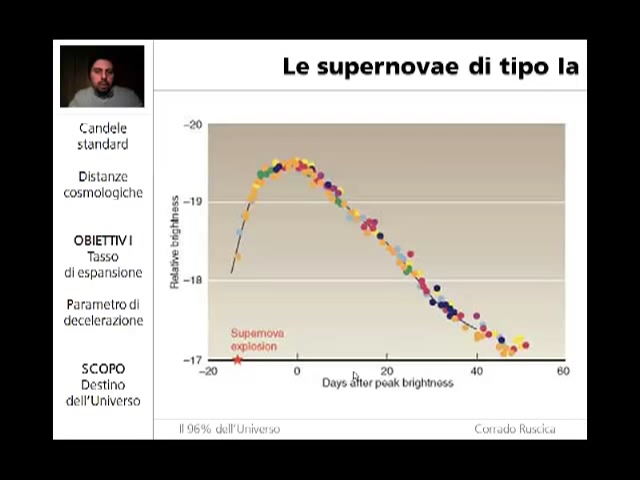 Le supernovae di tipo Ia
Candele
standard
Distanze
cosmologiche
OBIETTIVI
Tasso
di espansione
Parametro di
decelerazione
SCOPO
Destino
dell'Universo
Relative brightness
-20
-19
-18
-17
Supernova
explosion
-20 0 20 40 60
Days after peak brightness
Il 96% dell'Universo
Corrado Ruscica